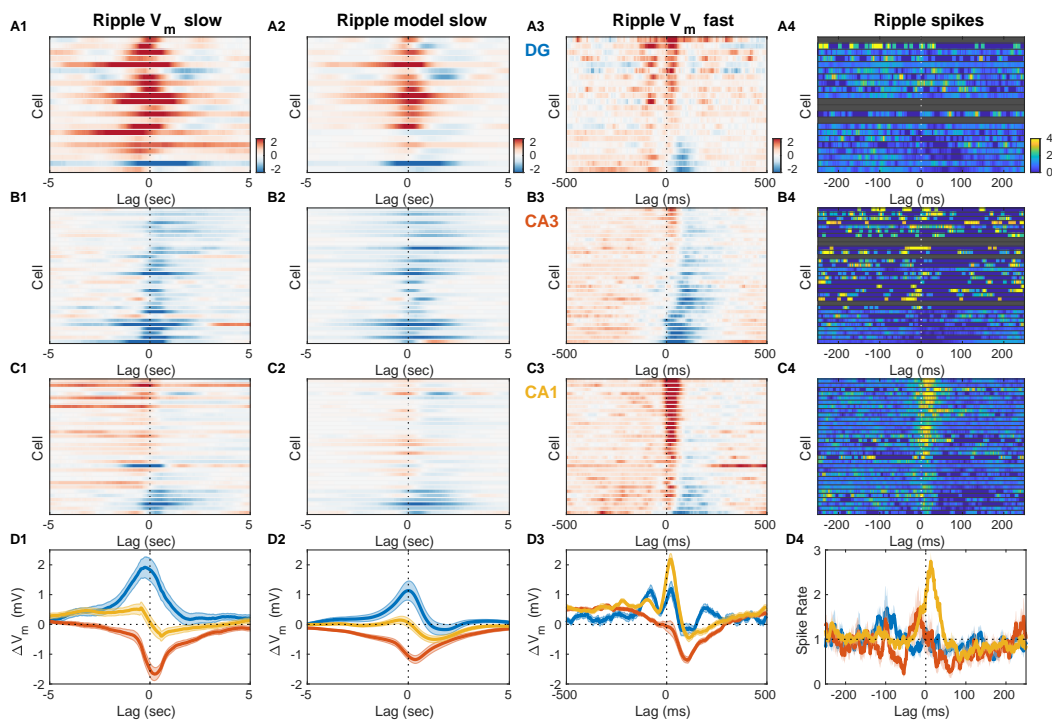 A1 Ripple Vm slow A2 Ripple model slow A3 Ripple Vm fast A4 Ripple spikes
DG
Cell Cell Cell Cell
2 0 -2
2 0 -2
2 0 -2
4 2 0
-5 0 5 -5 0 5 -500 0 500 -200 -100 0 100 200
Lag (sec) Lag (sec) Lag (ms) Lag (ms)
B1 B2 B3 B4
CA3
Cell Cell Cell Cell
-5 0 5 -5 0 5 -500 0 500 -200 -100 0 100 200
Lag (sec) Lag (sec) Lag (ms) Lag (ms)
C1 C2 C3 C4
CA1
Cell Cell Cell Cell
-5 0 5 -5 0 5 -500 0 500 -200 -100 0 100 200
Lag (sec) Lag (sec) Lag (ms) Lag (ms)
D1 D2 D3 D4
ΔVm (mV) ΔVm (mV) ΔVm (mV) Spike Rate
2 1 0 -1 -2
2 1 0 -1 -2
2 1 0 -1 -2
3 2 1 0
-5 0 5 -5 0 5 -500 0 500 -200 -100 0 100 200
Lag (sec) Lag (sec) Lag (ms) Lag (ms)